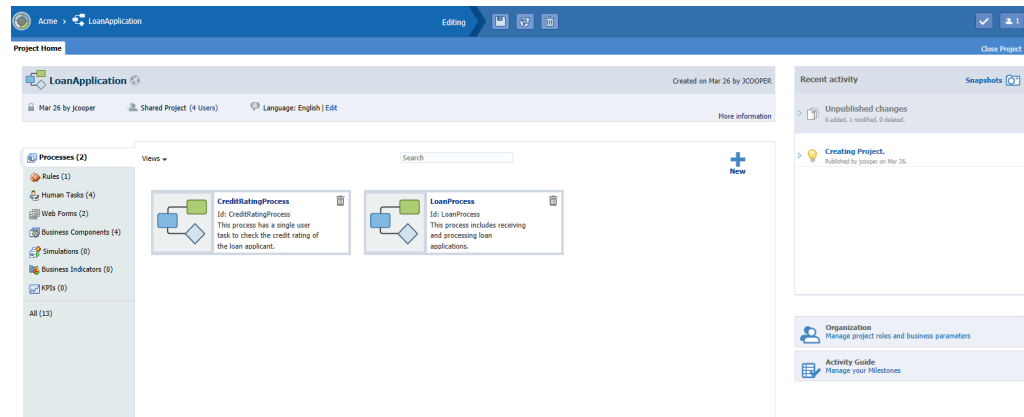 Acme > LoanApplication
Editing
1
Project Home
Close Project
LoanApplication
Created on Mar 26 by JCOOPER
Mar 26 by jcooper
Shared Project (4 Users)
Language: English | Edit
More information
Processes (2)
Rules (1)
Human Tasks (4)
Web Forms (2)
Business Components (4)
Simulations (0)
Business Indicators (0)
KPIs (0)
All (13)
Views
Search
New
CreditRatingProcess
Id: CreditRatingProcess
This process has a single user
task to check the credit rating of
the loan applicant.
LoanProcess
Id: LoanProcess
This process includes receiving
and processing loan
applications.
Recent activity
Snapshots
Unpublished changes
0 added, 1 modified, 0 deleted.
Creating Project.
Published by jcooper on Mar 26.
Organization
Manage project roles and business parameters
Activity Guide
Manage your Milestones